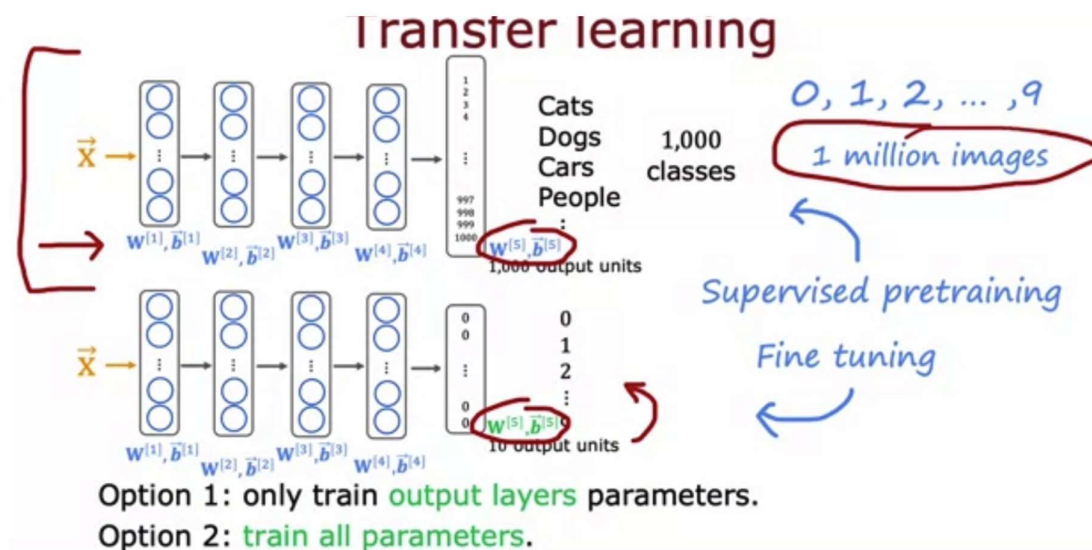 Transfer learning
0, 1, 2, ... ,9
1 million images
Cats
Dogs
Cars
People
⋮
1,000
classes
x⃗
1
2
3
4
⋮
997
998
999
1000
W[1], b⃗[1]
W[2], b⃗[2]
W[3], b⃗[3]
W[4], b⃗[4]
W[5], b⃗[5]
1,000 output units
Supervised pretraining
Fine tuning
x⃗
0
0
⋮
0
0
0
1
2
⋮
W[1], b⃗[1]
W[2], b⃗[2]
W[3], b⃗[3]
W[4], b⃗[4]
W[5], b⃗[5]
10 output units
Option 1: only train output layers parameters.
Option 2: train all parameters.